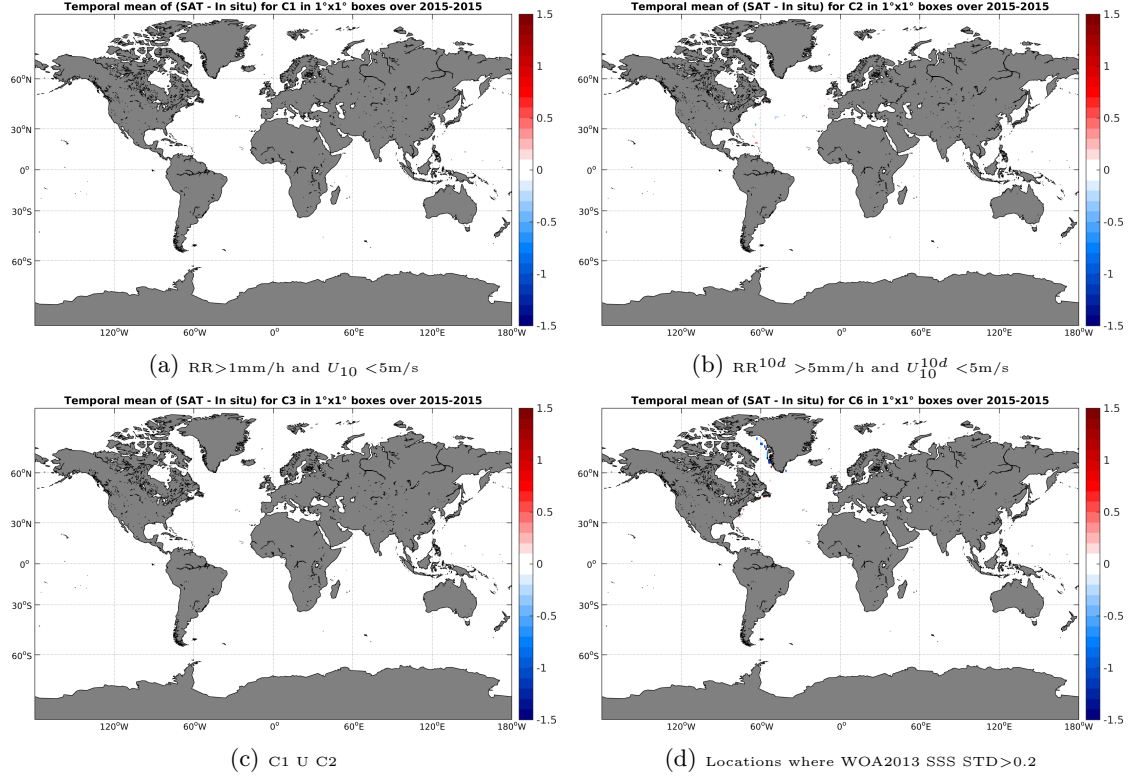 Temporal mean of (SAT - In situ) for C1 in 1°x1° boxes over 2015-2015
60°N
30°N
0°
30°S
60°S
120°W
60°W
0°
60°E
120°E
180°W
1.5
1
0.5
0
-0.5
-1
-1.5
(a) RR>1mm/h and U10 <5m/s
Temporal mean of (SAT - In situ) for C2 in 1°x1° boxes over 2015-2015
60°N
30°N
0°
30°S
60°S
120°W
60°W
0°
60°E
120°E
180°W
1.5
1
0.5
0
-0.5
-1
-1.5
(b) RR10d >5mm/h and U10d10 <5m/s
Temporal mean of (SAT - In situ) for C3 in 1°x1° boxes over 2015-2015
60°N
30°N
0°
30°S
60°S
120°W
60°W
0°
60°E
120°E
180°W
1.5
1
0.5
0
-0.5
-1
-1.5
(c) C1 U C2
Temporal mean of (SAT - In situ) for C6 in 1°x1° boxes over 2015-2015
60°N
30°N
0°
30°S
60°S
120°W
60°W
0°
60°E
120°E
180°W
1.5
1
0.5
0
-0.5
-1
-1.5
(d) Locations where WOA2013 SSS STD>0.2